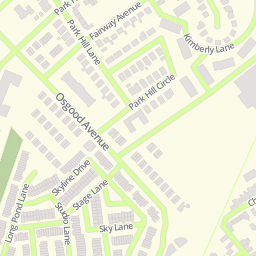 Park H
Fairway Avenue
Park Hill Lane
Kimberly Lane
Park Hill Circle
Osgood Avenue
Skyline Drive
Long Pond Lane
Stage Lane
Studio Lane
Sky Lane
Ch